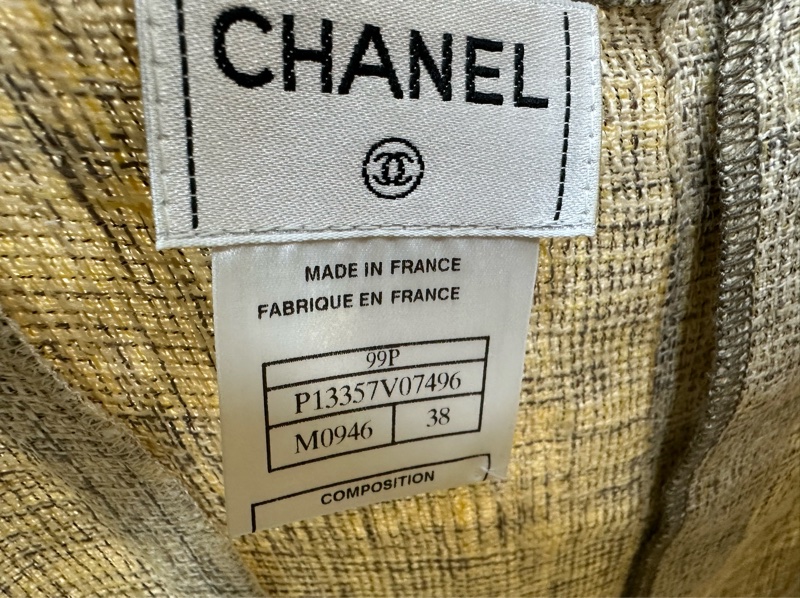 CHANEL
MADE IN FRANCE
FABRIQUE EN FRANCE
99P
P13357V07496
M0946 38
COMPOSITION